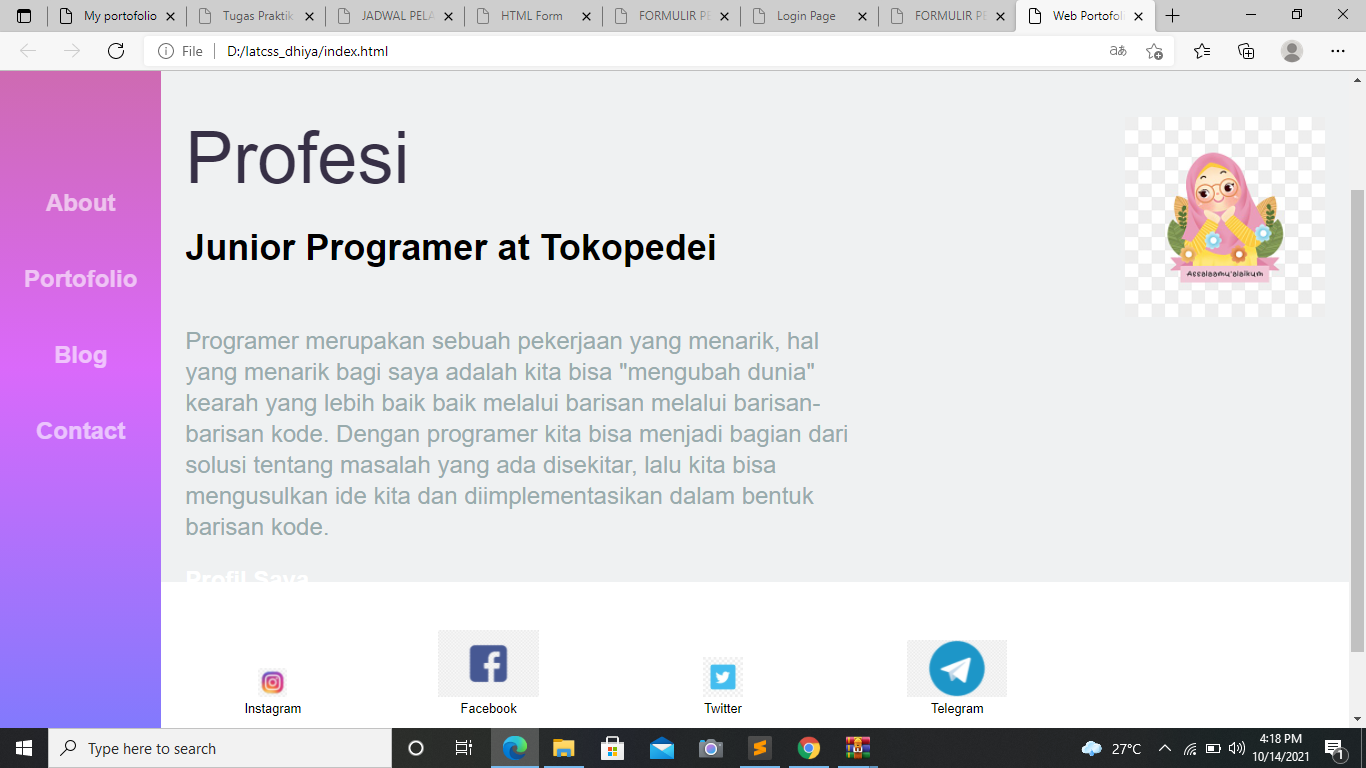 My portofolio
Tugas Praktik
JADWAL PELA
HTML Form
FORMULIR PE
Login Page
FORMULIR PE
Web Portofoli
File
D:/latcss_dhiya/index.html
About
Portofolio
Blog
Contact
Profesi
Junior Programer at Tokopedei
Assalaamu'alaikum
Programer merupakan sebuah pekerjaan yang menarik, hal
yang menarik bagi saya adalah kita bisa "mengubah dunia"
kearah yang lebih baik baik melalui barisan melalui barisan-
barisan kode. Dengan programer kita bisa menjadi bagian dari
solusi tentang masalah yang ada disekitar, lalu kita bisa
mengusulkan ide kita dan diimplementasikan dalam bentuk
barisan kode.
Profil Saya
Instagram
Facebook
Twitter
Telegram
Type here to search
27°C
4:18 PM
10/14/2021
1